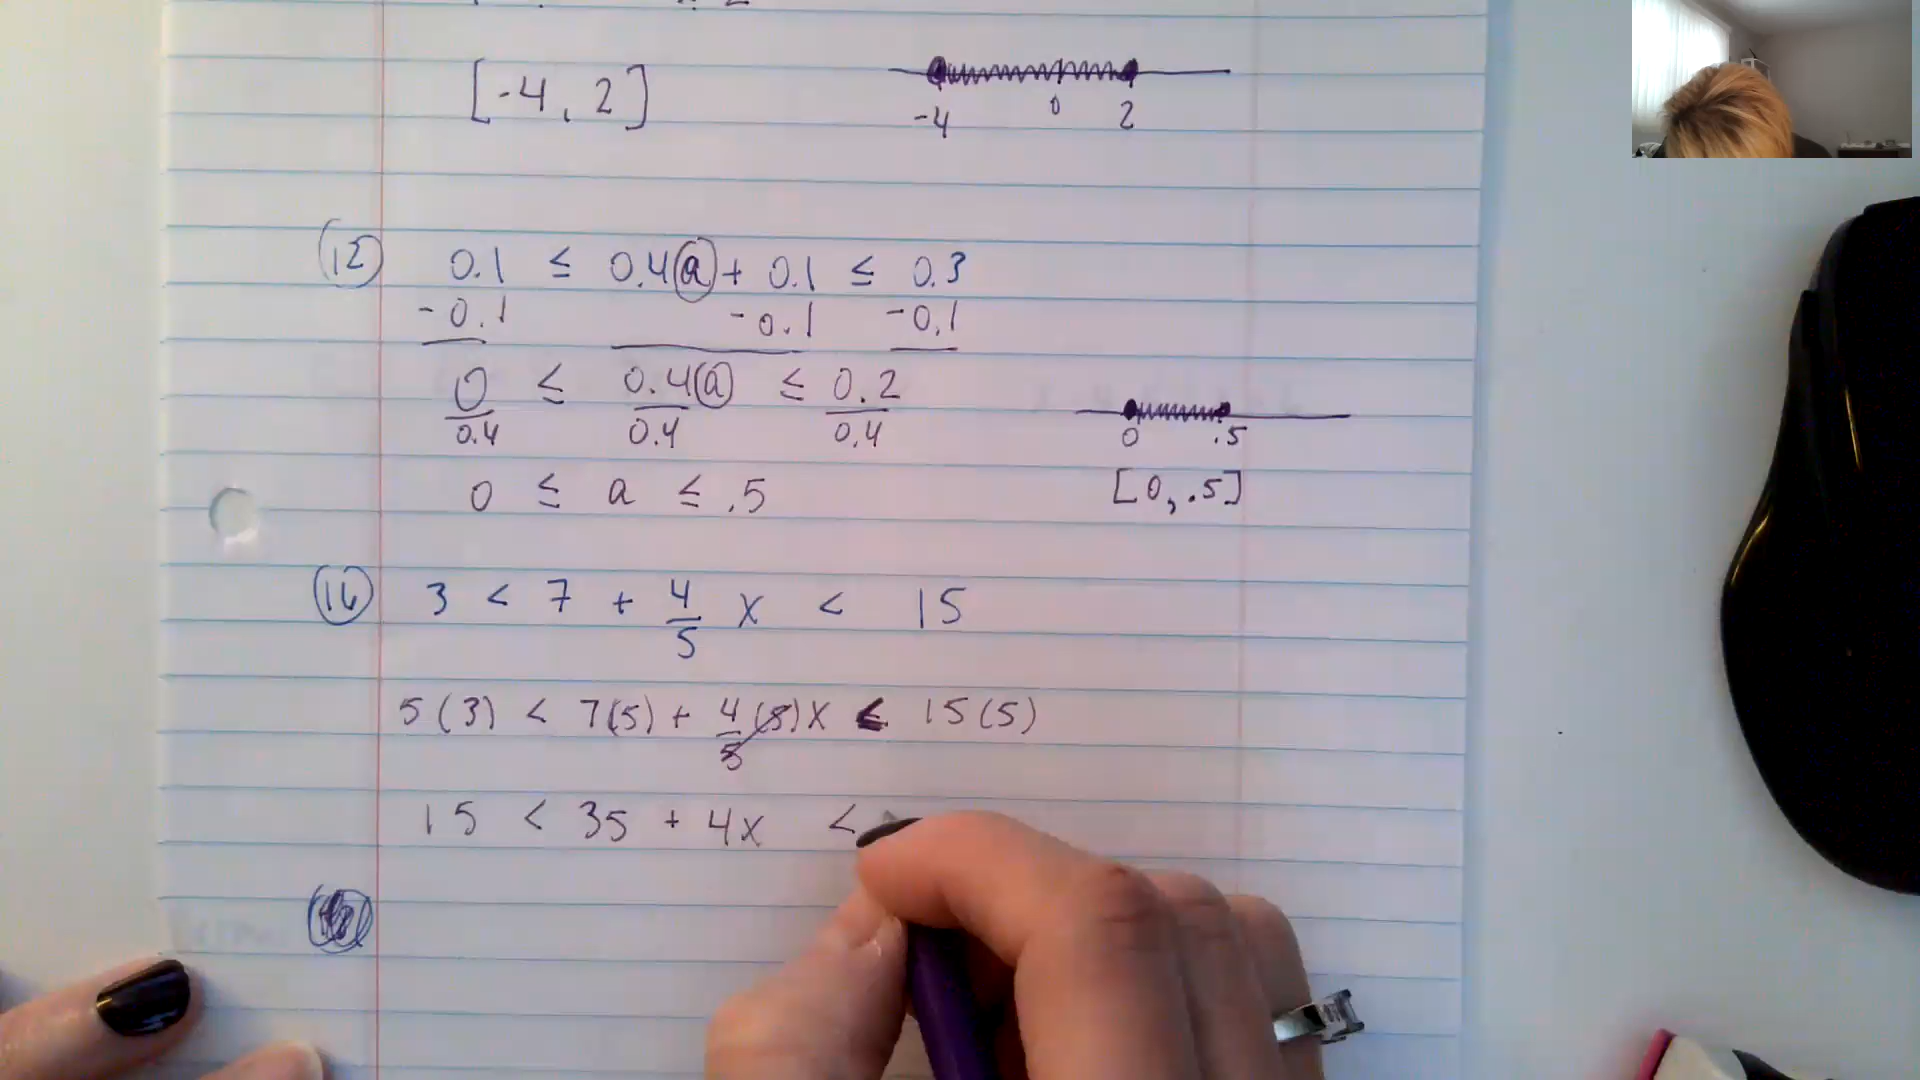 [-4, 2]
-4 0 2
(12) 0.1 ≤ 0.4a + 0.1 ≤ 0.3
-0.1 -0.1 -0.1
0 ≤ 0.4a ≤ 0.2
0.4 0.4 0.4
0 .5
0 ≤ a ≤ .5
[0, .5]
(16) 3 < 7 + 4/5 x < 15
5(3) < 7(5) + 4/5 (5)x < 15(5)
15 < 35 + 4x <